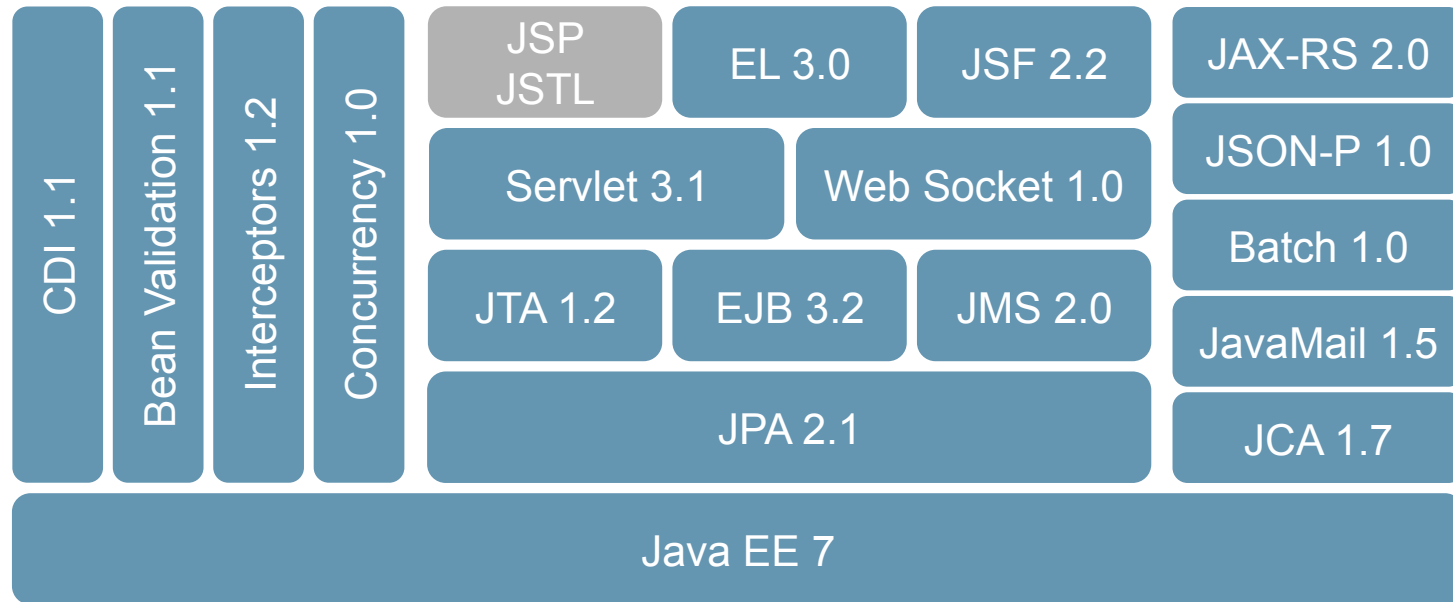 CDI 1.1
Bean Validation 1.1
Interceptors 1.2
Concurrency 1.0
JSP
JSTL
EL 3.0
JSF 2.2
Servlet 3.1
Web Socket 1.0
JTA 1.2
EJB 3.2
JMS 2.0
JPA 2.1
JAX-RS 2.0
JSON-P 1.0
Batch 1.0
JavaMail 1.5
JCA 1.7
Java EE 7